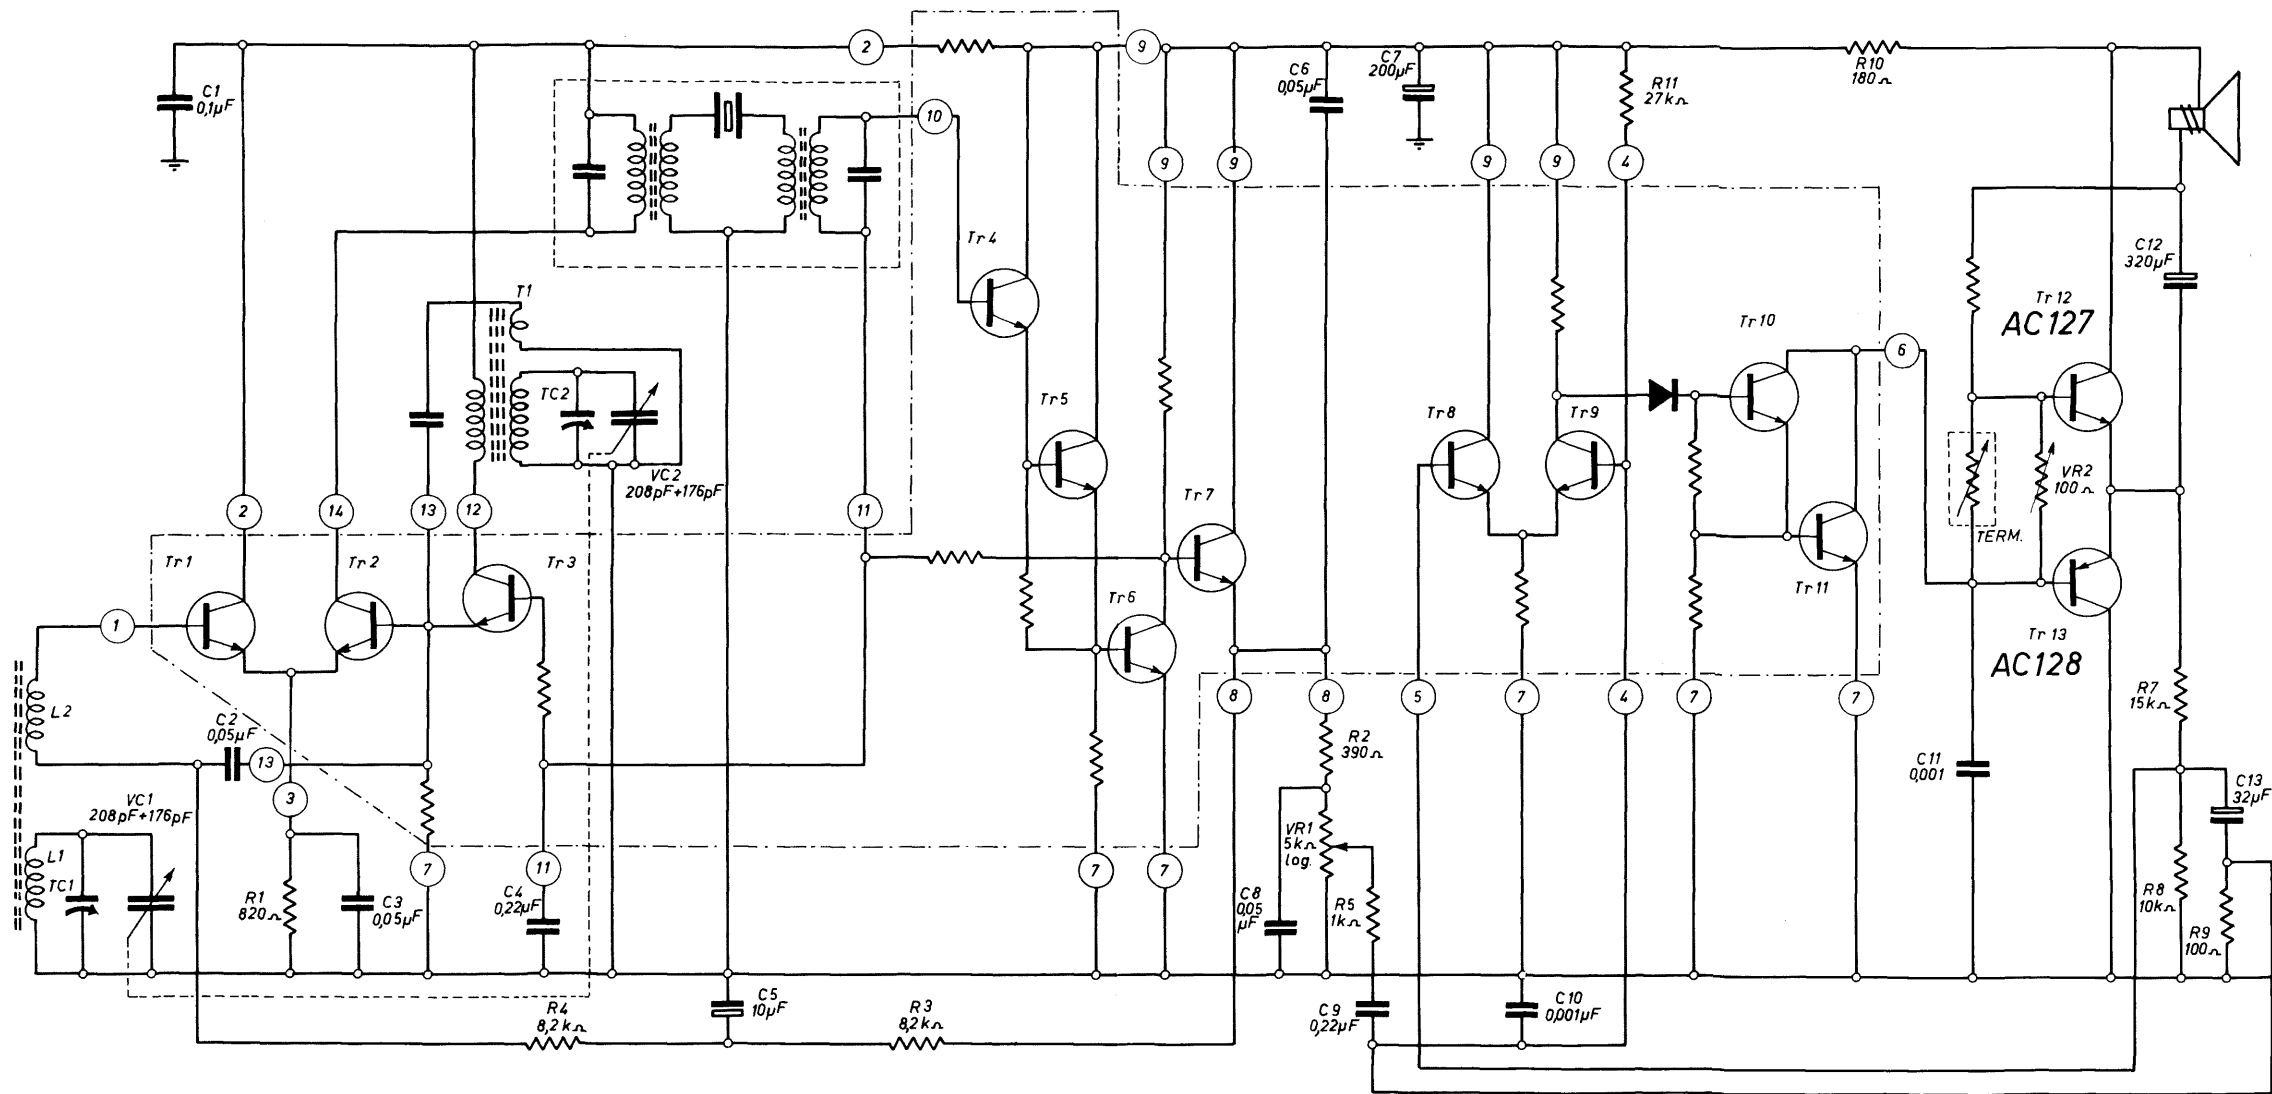 2
9
C1
0,1µF
C6
0,05µF
C7
200µF
R11
27kΩ
R10
180Ω
10
9
9
9
9
4
Tr4
C12
320µF
T1
Tr12
AC127
Tr10
6
TC2
VC2
208pF+176pF
Tr5
Tr8
Tr9
VR2
100Ω
TERM.
2
14
13
12
11
Tr7
Tr1
Tr2
Tr3
Tr6
Tr11
1
Tr13
AC128
L2
C2
0,05µF
13
3
8
8
5
7
4
7
7
R7
15kΩ
R2
390Ω
C11
0,001
C13
32µF
VC1
208pF+176pF
L1
TC1
R1
820Ω
C3
0,05µF
7
11
C4
0,22µF
7
7
VR1
5kΩ
log.
C8
0,05
µF
R5
1kΩ
R8
10kΩ
R9
100Ω
R4
8,2kΩ
C5
10µF
R3
8,2kΩ
C9
0,22µF
C10
0,001µF